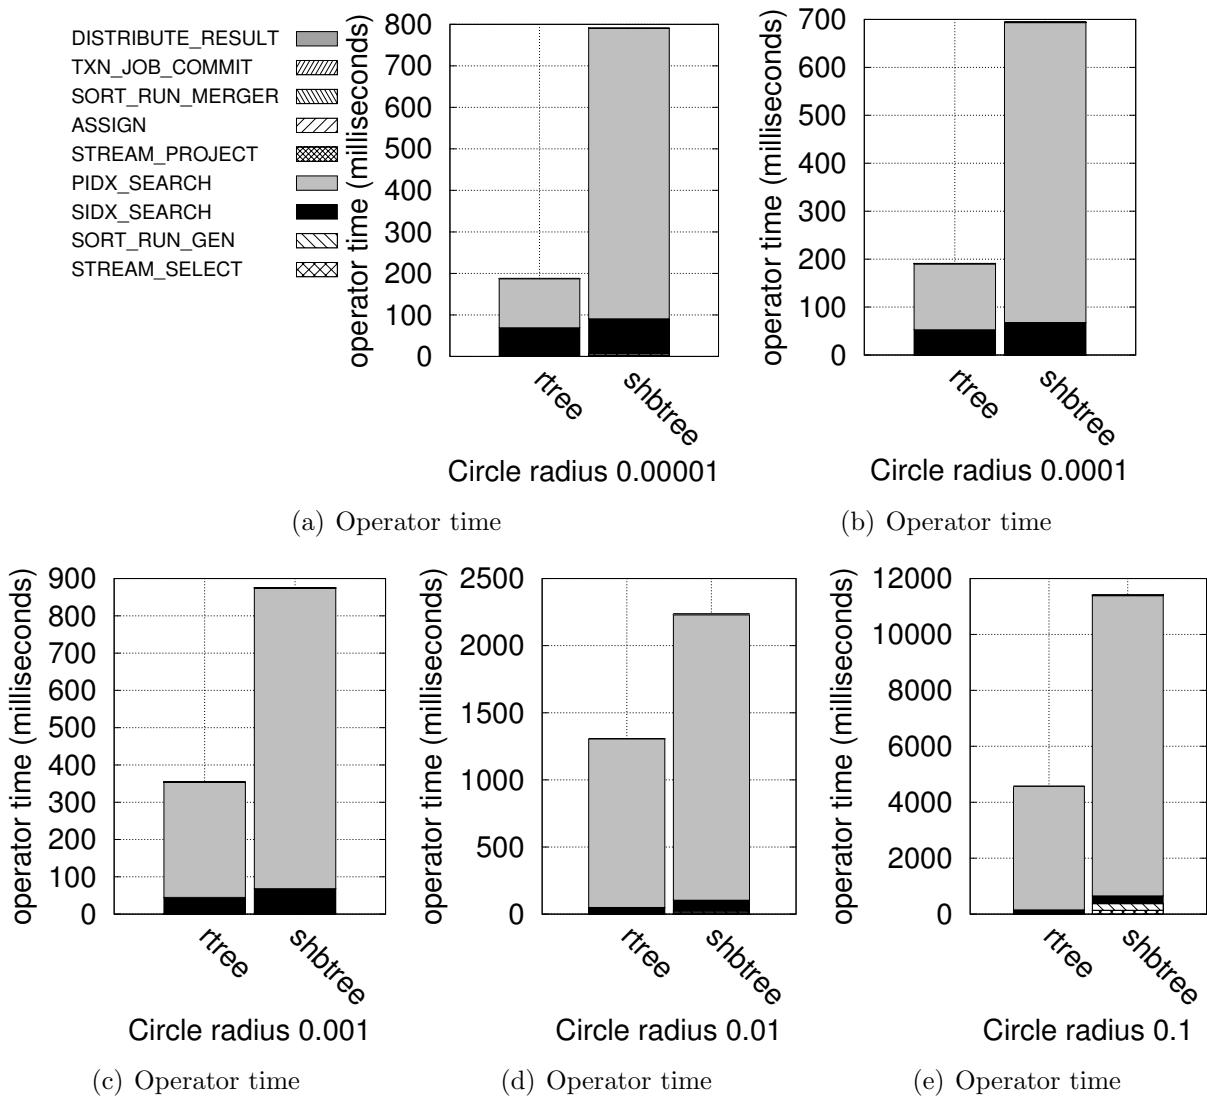 DISTRIBUTE_RESULT
TXN_JOB_COMMIT
SORT_RUN_MERGER
ASSIGN
STREAM_PROJECT
PIDX_SEARCH
SIDX_SEARCH
SORT_RUN_GEN
STREAM_SELECT
operator time (milliseconds)
800
700
600
500
400
300
200
100
0
rtree
shbtree
Circle radius 0.00001
(a) Operator time
operator time (milliseconds)
700
600
500
400
300
200
100
0
rtree
shbtree
Circle radius 0.0001
(b) Operator time
operator time (milliseconds)
900
800
700
600
500
400
300
200
100
0
rtree
shbtree
Circle radius 0.001
(c) Operator time
operator time (milliseconds)
2500
2000
1500
1000
500
0
rtree
shbtree
Circle radius 0.01
(d) Operator time
operator time (milliseconds)
12000
10000
8000
6000
4000
2000
0
rtree
shbtree
Circle radius 0.1
(e) Operator time